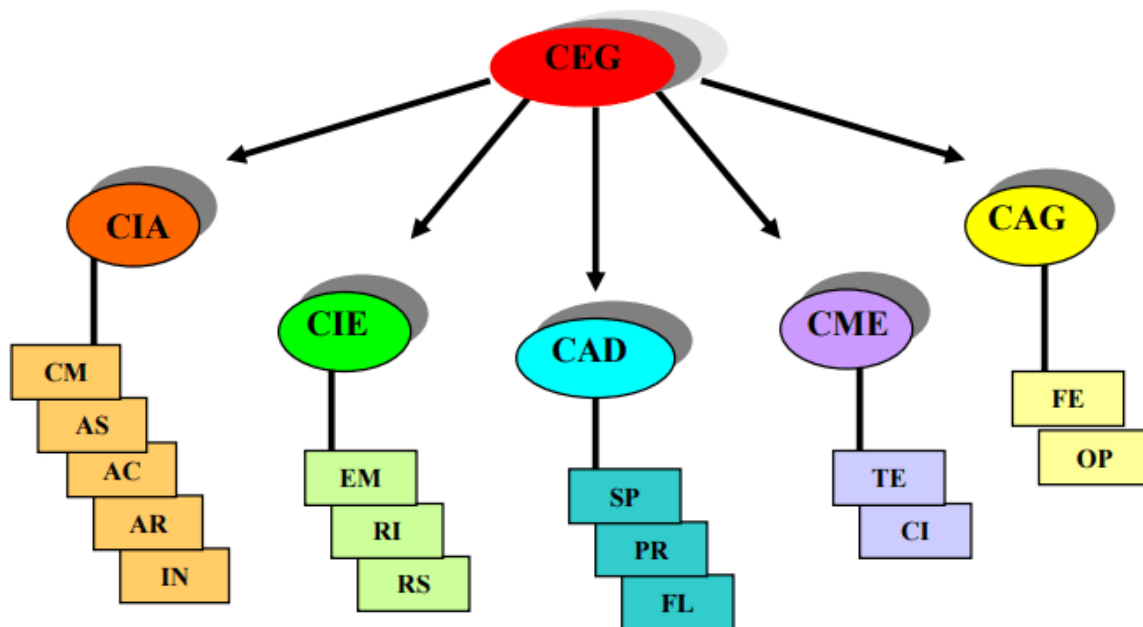 CEG
CIA
CIE
CAD
CME
CAG
CM
AS
AC
AR
IN
EM
RI
RS
SP
PR
FL
TE
CI
FE
OP